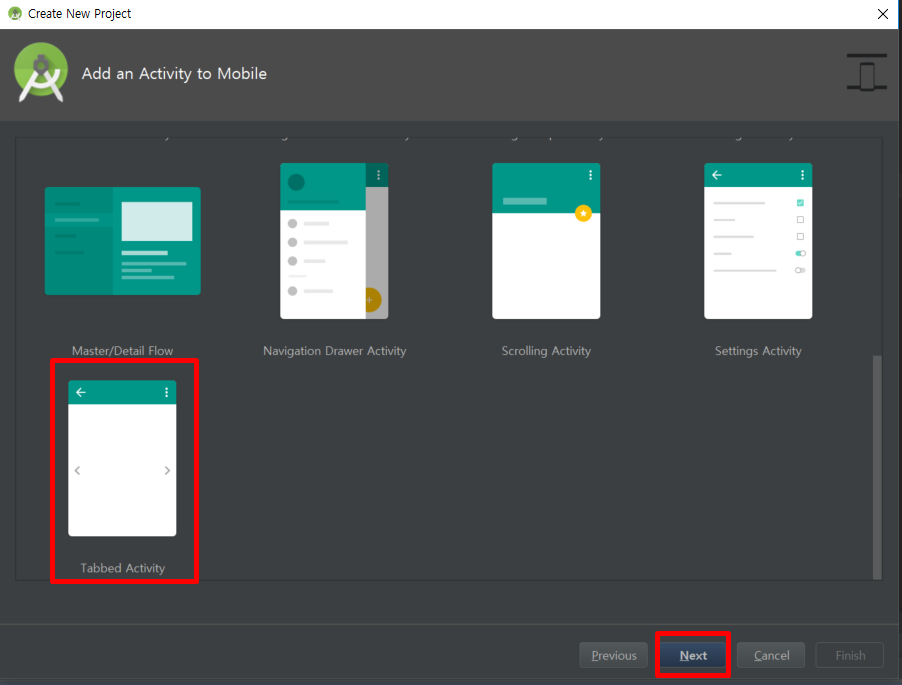 Create New Project
Add an Activity to Mobile
Master/Detail Flow
Navigation Drawer Activity
Scrolling Activity
Settings Activity
Tabbed Activity
Previous
Next
Cancel
Finish